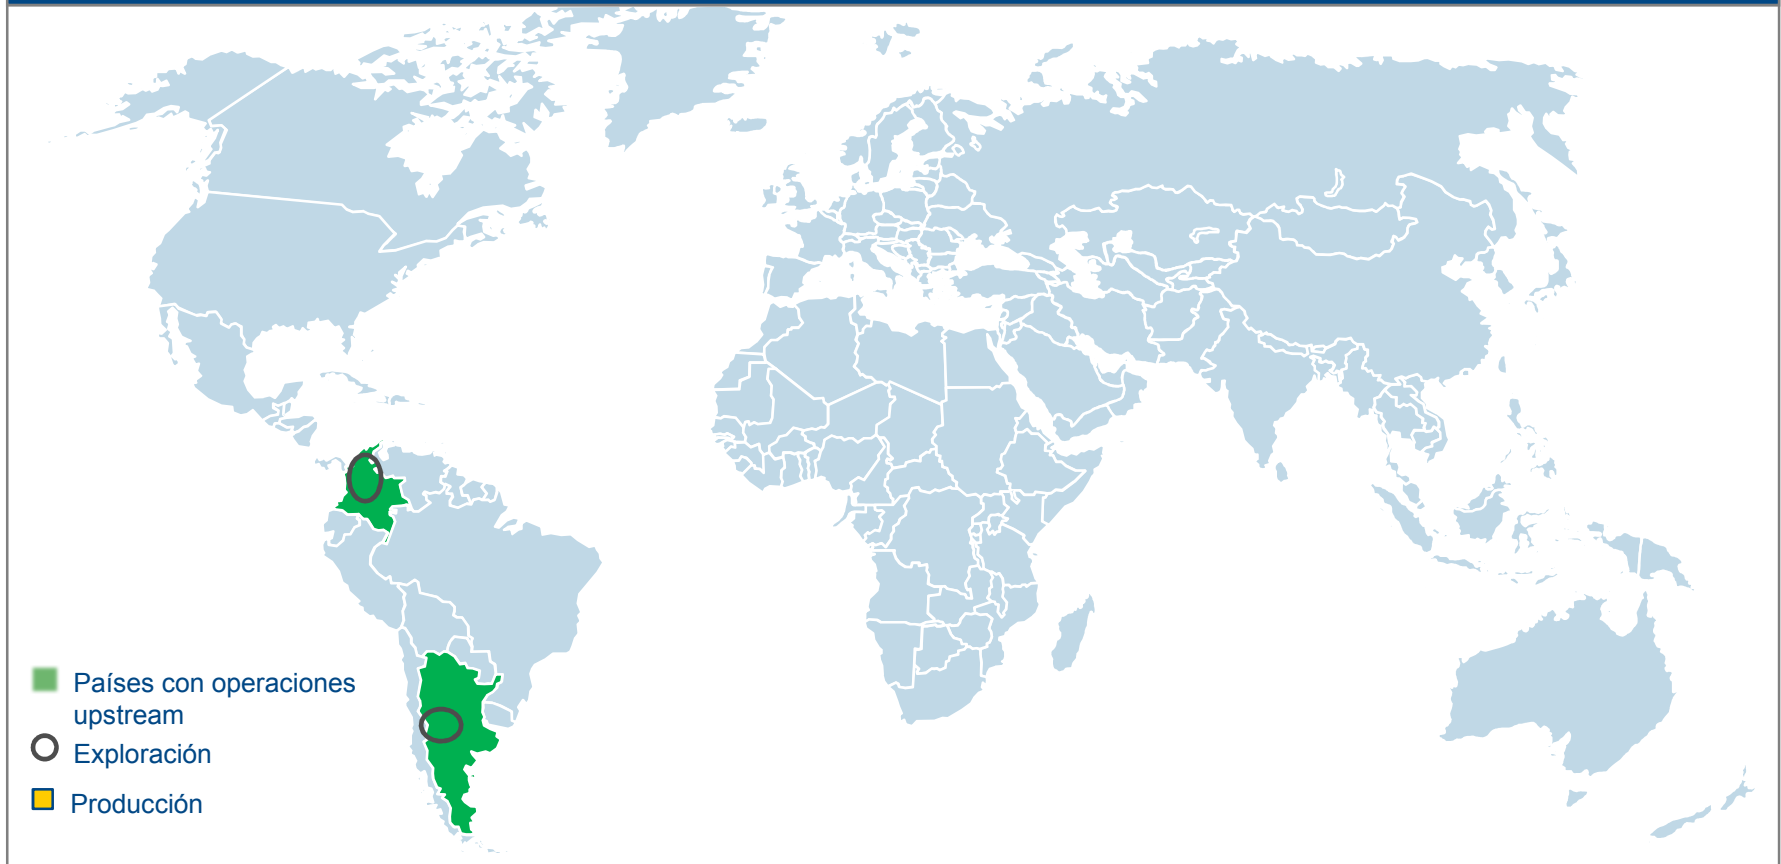 Países con operaciones
upstream
Exploración
Producción